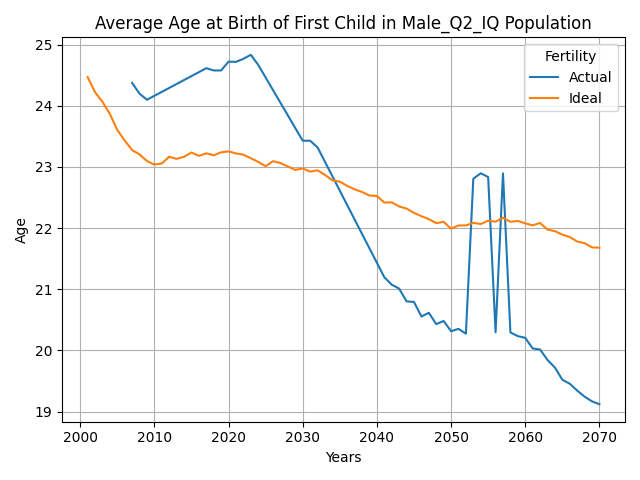 Average Age at Birth of First Child in Male_Q2_IQ Population
Fertility
Actual
Ideal
Age
25
24
23
22
21
20
19
2000 2010 2020 2030 2040 2050 2060 2070
Years